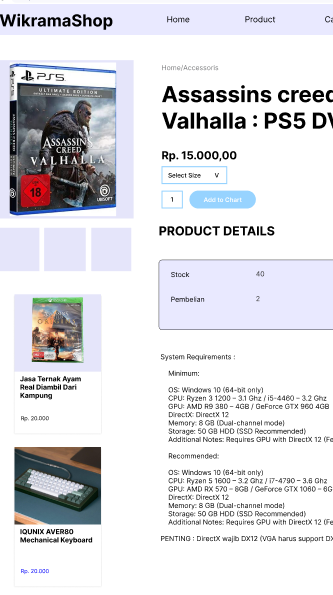 WikramaShop
Home
Product
Ca
Home/Accessoris
Assassins creed
Valhalla : PS5 DV
Rp. 15.000,00
Select Size V
1
Add to Chart
PRODUCT DETAILS
Stock 40
Pembelian 2
System Requirements :
Minimum:
OS: Windows 10 (64-bit only)
CPU: Ryzen 3 1200 – 3.1 Ghz / i5-4460 – 3.2 Ghz
GPU: AMD R9 380 – 4GB / GeForce GTX 960 4GB
DirectX: DirectX 12
Memory: 8 GB (Dual-channel mode)
Storage: 50 GB HDD (SSD Recommended)
Additional Notes: Requires GPU with DirectX 12 (Fe
Recommended:
OS: Windows 10 (64-bit only)
CPU: Ryzen 5 1600 – 3.2 Ghz / i7-4790 – 3.6 Ghz
GPU: AMD RX 570 – 8GB / GeForce GTX 1060 – 6G
DirectX: DirectX 12
Memory: 8 GB (Dual-channel mode)
Storage: 50 GB HDD (SSD Recommended)
Additional Notes: Requires GPU with DirectX 12 (Fe
PENTING : DirectX wajib DX12 (VGA harus support DX
PS5
ULTIMATE EDITION
ASSASSIN'S
CREED
VALHALLA
18
UBISOFT
Jasa Ternak Ayam
Real Diambil Dari
Kampung
Rp. 20.000
IQUNIX AVER80
Mechanical Keyboard
Rp. 20.000